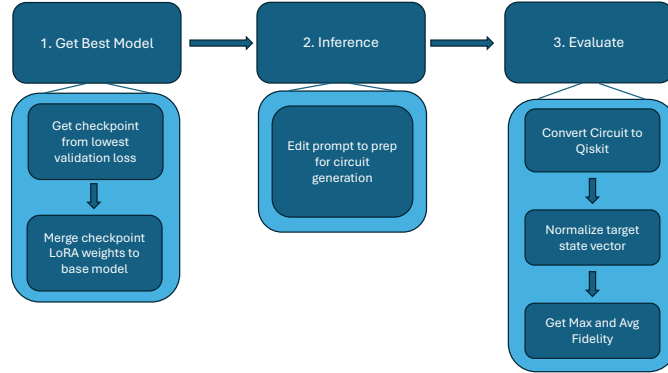 1. Get Best Model
2. Inference
3. Evaluate
Get checkpoint
from lowest
validation loss
Merge checkpoint
LoRA weights to
base model
Edit prompt to prep
for circuit
generation
Convert Circuit to
Qiskit
Normalize target
state vector
Get Max and Avg
Fidelity